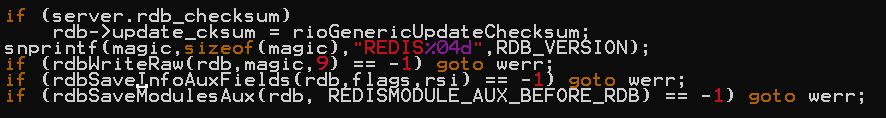 if (server.rdb_checksum)
    rdb->update_cksum = rioGenericUpdateChecksum;
snprintf(magic,sizeof(magic),"REDIS%04d",RDB_VERSION);
if (rdbWriteRaw(rdb,magic,9) == -1) goto werr;
if (rdbSaveInfoAuxFields(rdb,flags,rsi) == -1) goto werr;
if (rdbSaveModulesAux(rdb, REDISMODULE_AUX_BEFORE_RDB) == -1) goto werr;